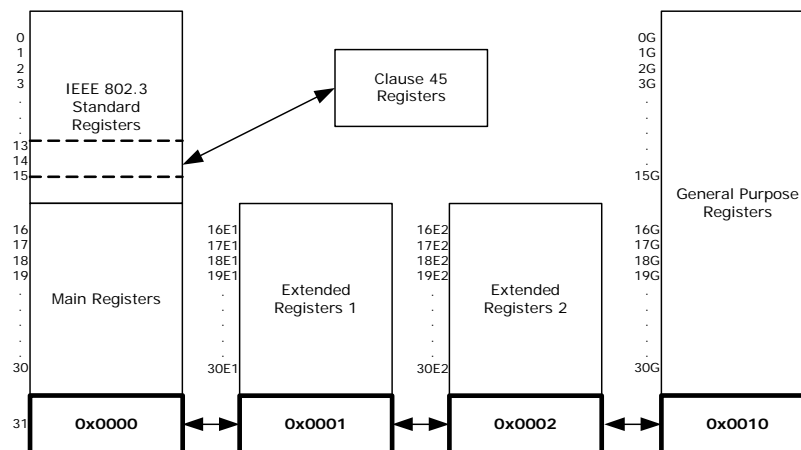 0
1
2
3
.
.
.
13
14
15
16
17
18
19
.
.
.
.
.
30
31
IEEE 802.3
Standard
Registers
Main Registers
0x0000
Clause 45
Registers
16E1
17E1
18E1
19E1
.
.
.
.
.
30E1
Extended
Registers 1
0x0001
16E2
17E2
18E2
19E2
.
.
.
.
.
30E2
Extended
Registers 2
0x0002
0G
1G
2G
3G
.
.
.
.
.
15G
16G
17G
18G
19G
.
.
.
.
.
30G
General Purpose
Registers
0x0010